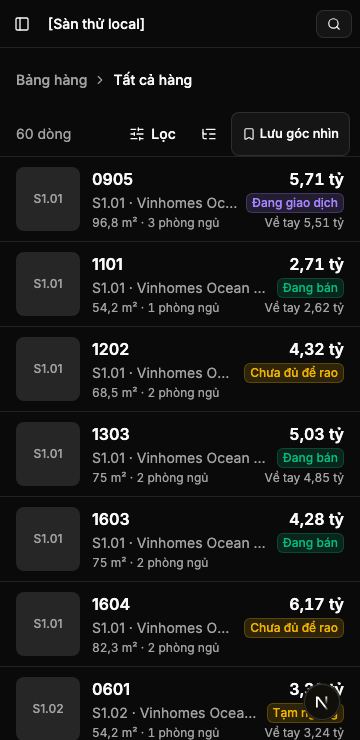 [Sàn thử local]
Bảng hàng > Tất cả hàng
60 dòng Lọc Lưu góc nhìn
S1.01
0905 5,71 tỷ
S1.01 · Vinhomes Oc... Đang giao dịch
96,8 m² · 3 phòng ngủ Về tay 5,51 tỷ
S1.01
1101 2,71 tỷ
S1.01 · Vinhomes Ocean ... Đang bán
54,2 m² · 1 phòng ngủ Về tay 2,62 tỷ
S1.01
1202 4,32 tỷ
S1.01 · Vinhomes O... Chưa đủ để rao
68,5 m² · 2 phòng ngủ
S1.01
1303 5,03 tỷ
S1.01 · Vinhomes Ocean ... Đang bán
75 m² · 2 phòng ngủ Về tay 4,85 tỷ
S1.01
1603 4,28 tỷ
S1.01 · Vinhomes Ocean ... Đang bán
75 m² · 2 phòng ngủ
S1.01
1604 6,17 tỷ
S1.01 · Vinhomes O... Chưa đủ để rao
82,3 m² · 2 phòng ngủ
S1.02
0601
S1.02 · Vinhomes Ocea... Tạm
54,2 m² · 1 phòng ngủ Về tay 3,24 tỷ
N